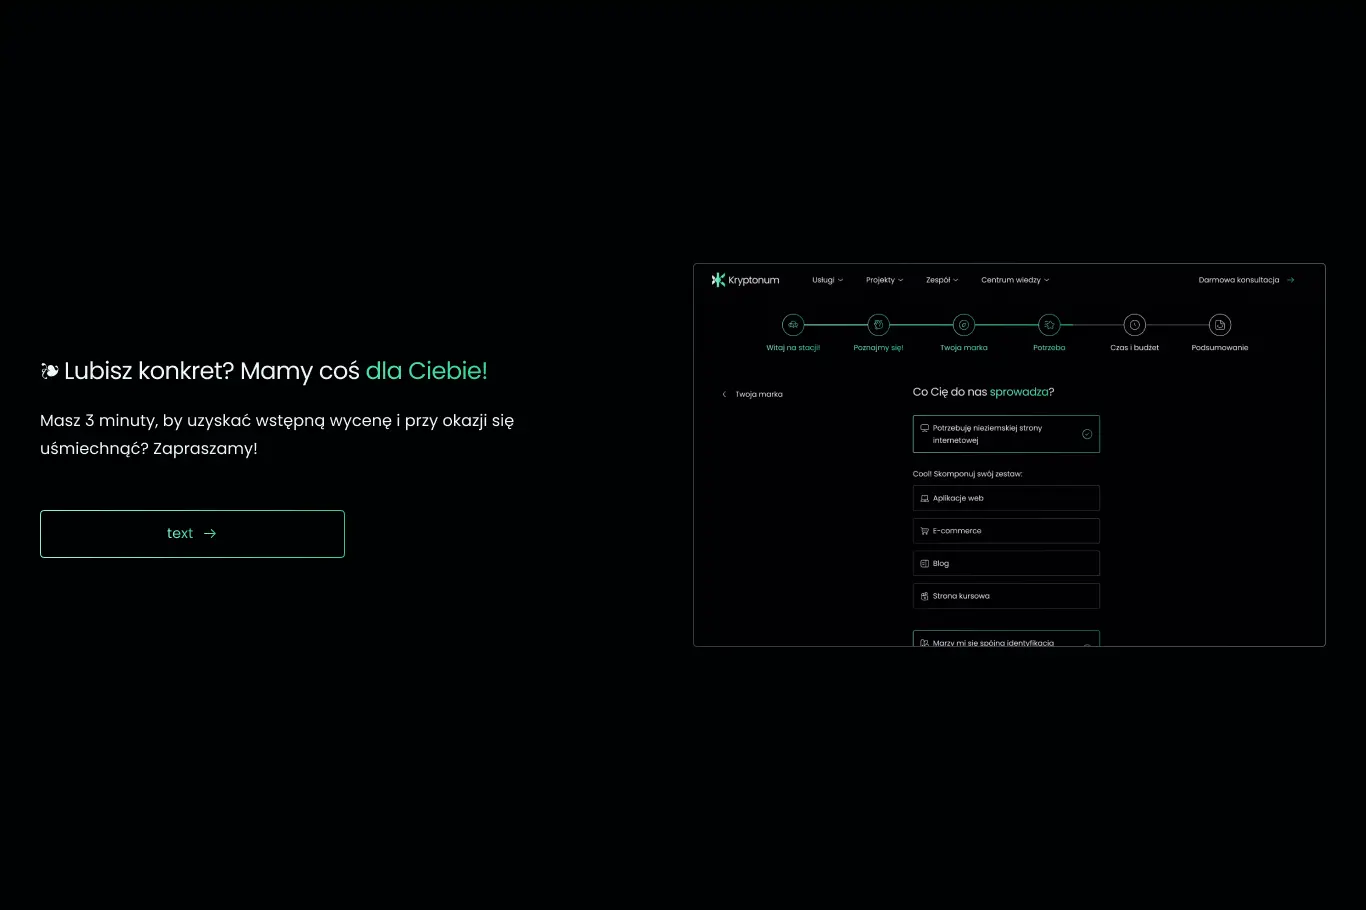 ❧ Lubisz konkret? Mamy coś dla Ciebie!
Masz 3 minuty, by uzyskać wstępną wycenę i przy okazji się
uśmiechnąć? Zapraszamy!
text →
Kryptonum
Usługi
Projekty
Zespół
Centrum wiedzy
Darmowa konsultacja →
Witaj na stacji!
Poznajmy się!
Twoja marka
Potrzeba
Czas i budżet
Podsumowanie
Twoja marka
Co Cię do nas sprowadza?
Potrzebuję nieziemskiej strony
internetowej
Cool! Skomponuj swój zestaw:
Aplikacje web
E-commerce
Blog
Strona kursowa
Marzy mi się spójna identyfikacja